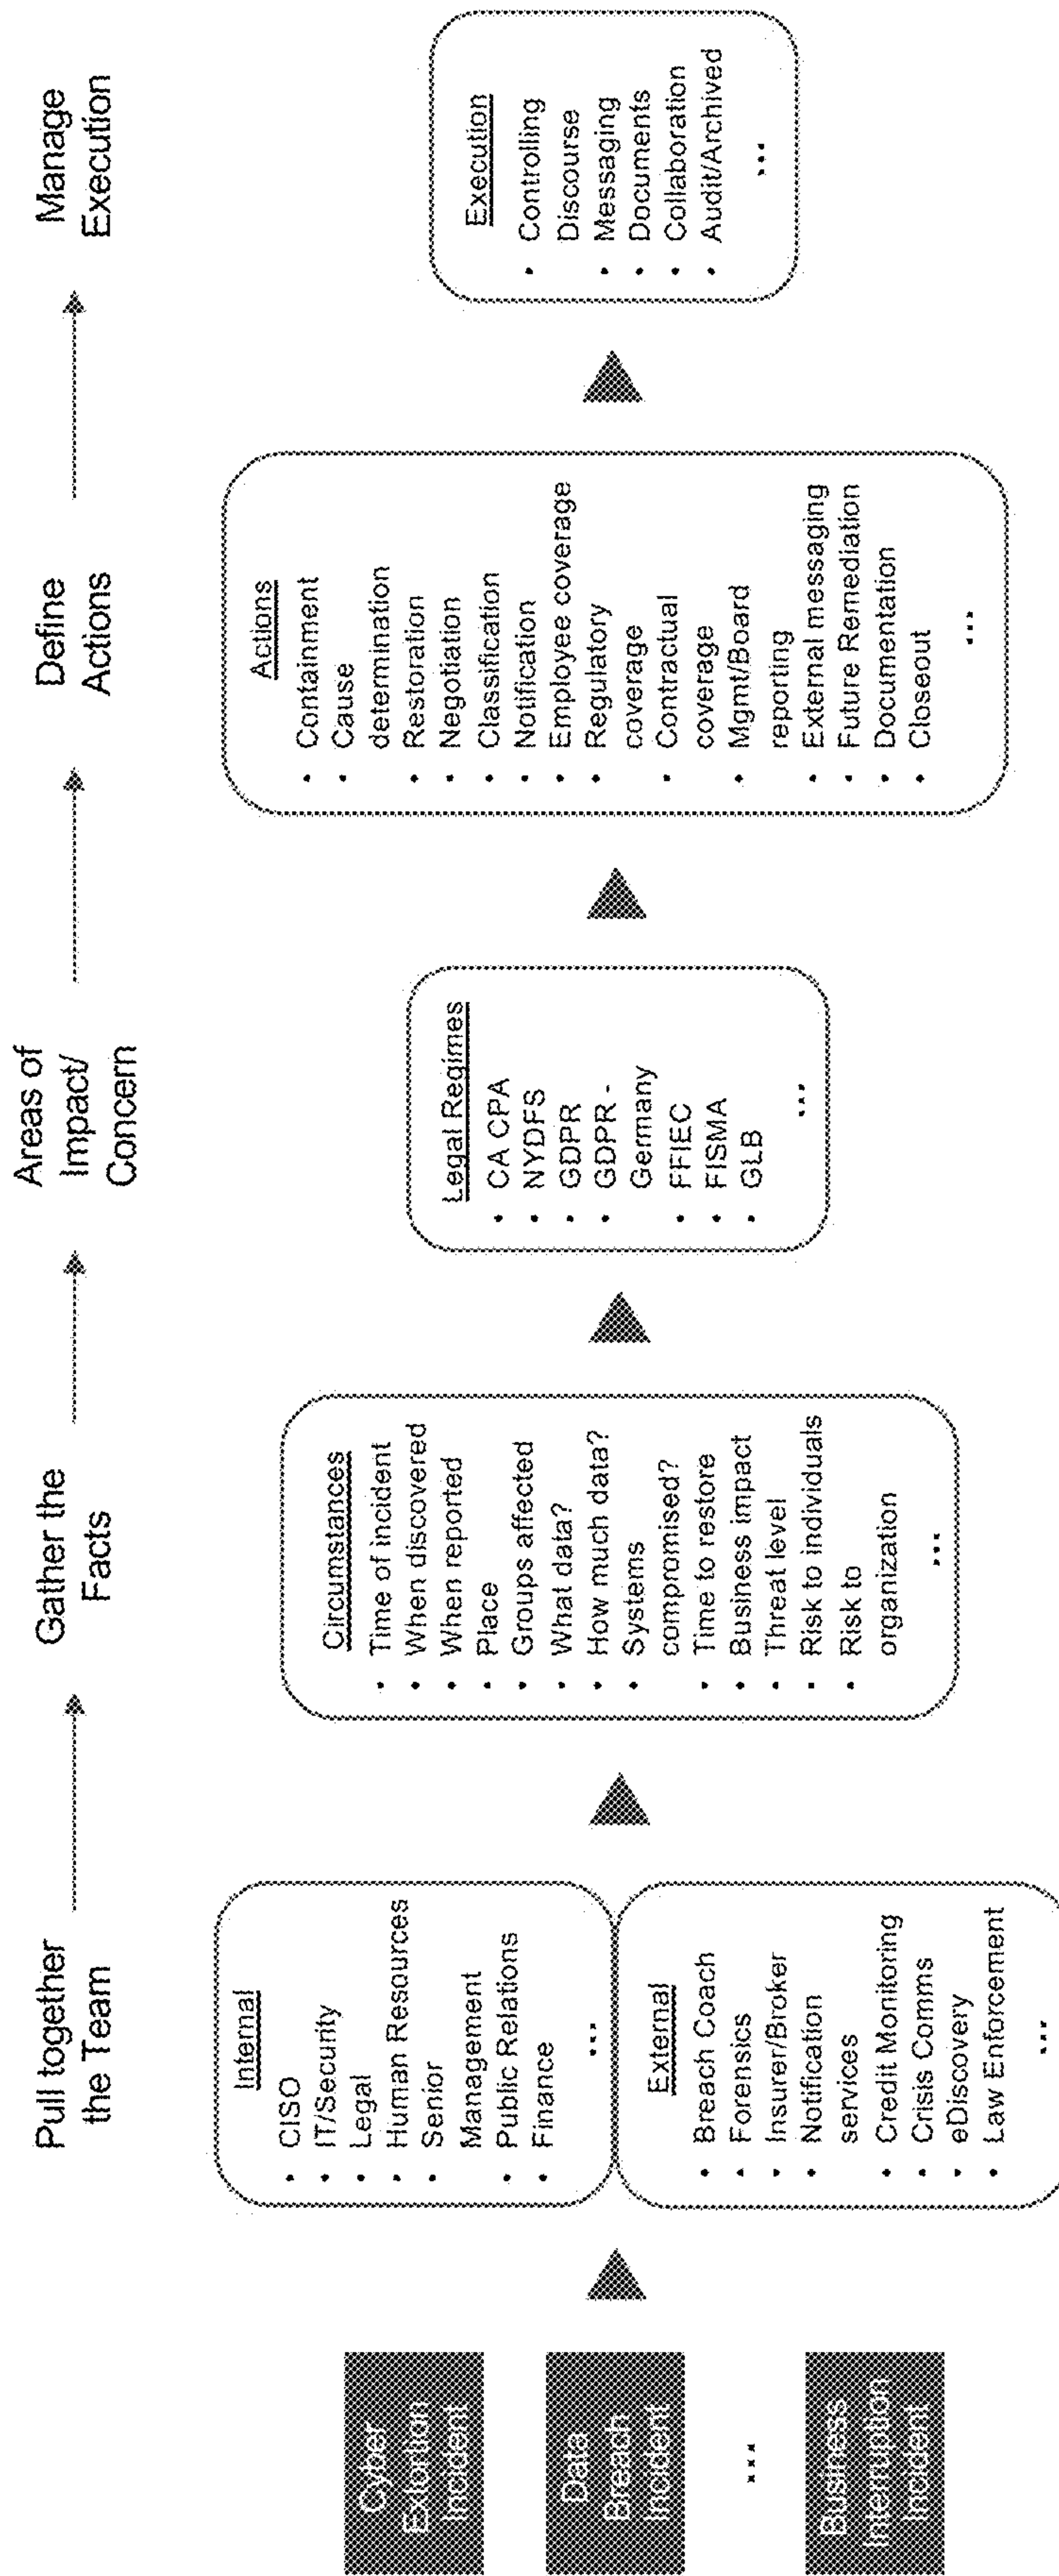 Pull together
the Team
Gather the
Facts
Areas of
Impact/
Concern
Define
Actions
Manage
Execution
Cyber
Extortion
Incident
Data
Breach
Incident
...
Business
Interruption
Incident
Internal
• CISO
• IT/Security
• Legal
• Human Resources
• Senior
Management
• Public Relations
• Finance
...
External
• Breach Coach
• Forensics
• Insurer/Broker
• Notification
services
• Credit Monitoring
• Crisis Comms
• eDiscovery
• Law Enforcement
...
Circumstances
• Time of incident
• When discovered
• When reported
• Place
• Groups affected
• What data?
• How much data?
• Systems
compromised?
• Time to restore
• Business impact
• Threat level
• Risk to individuals
• Risk to
organization
...
Legal Regimes
• CA CPA
• NYDFS
• GDPR
• GDPR -
Germany
• FFIEC
• FISMA
• GLB
...
Actions
• Containment
• Cause
determination
• Restoration
• Negotiation
• Classification
• Notification
• Employee coverage
• Regulatory
coverage
• Contractual
coverage
• Mgmt/Board
reporting
• External messaging
• Future Remediation
• Documentation
• Closeout
...
Execution
• Controlling
Discourse
• Messaging
• Documents
• Collaboration
• Audit/Archived
...